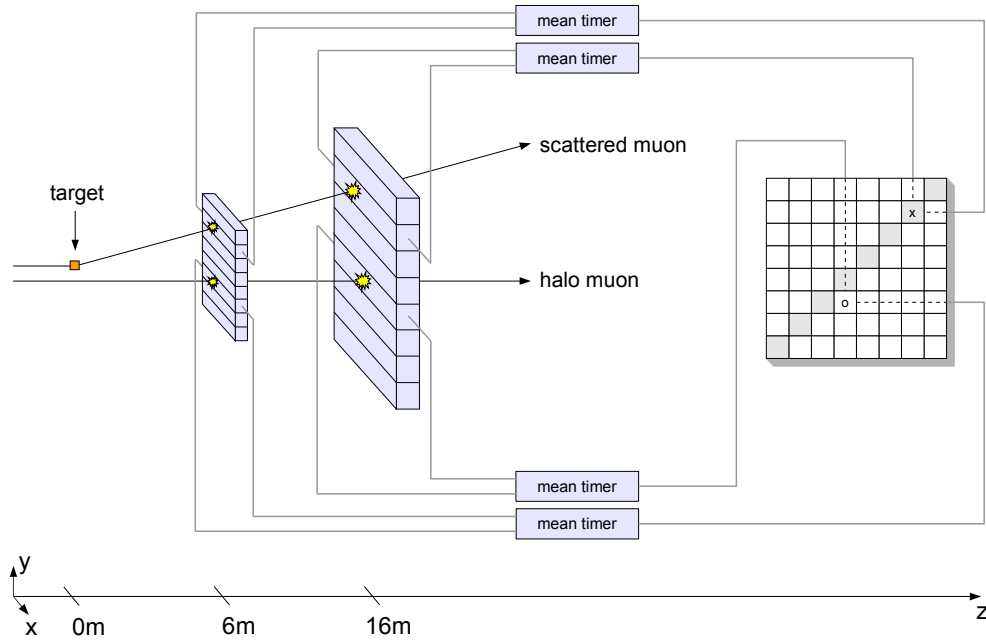 mean timer
mean timer
scattered muon
target
x
halo muon
o
mean timer
mean timer
y
x
0m
6m
16m
z